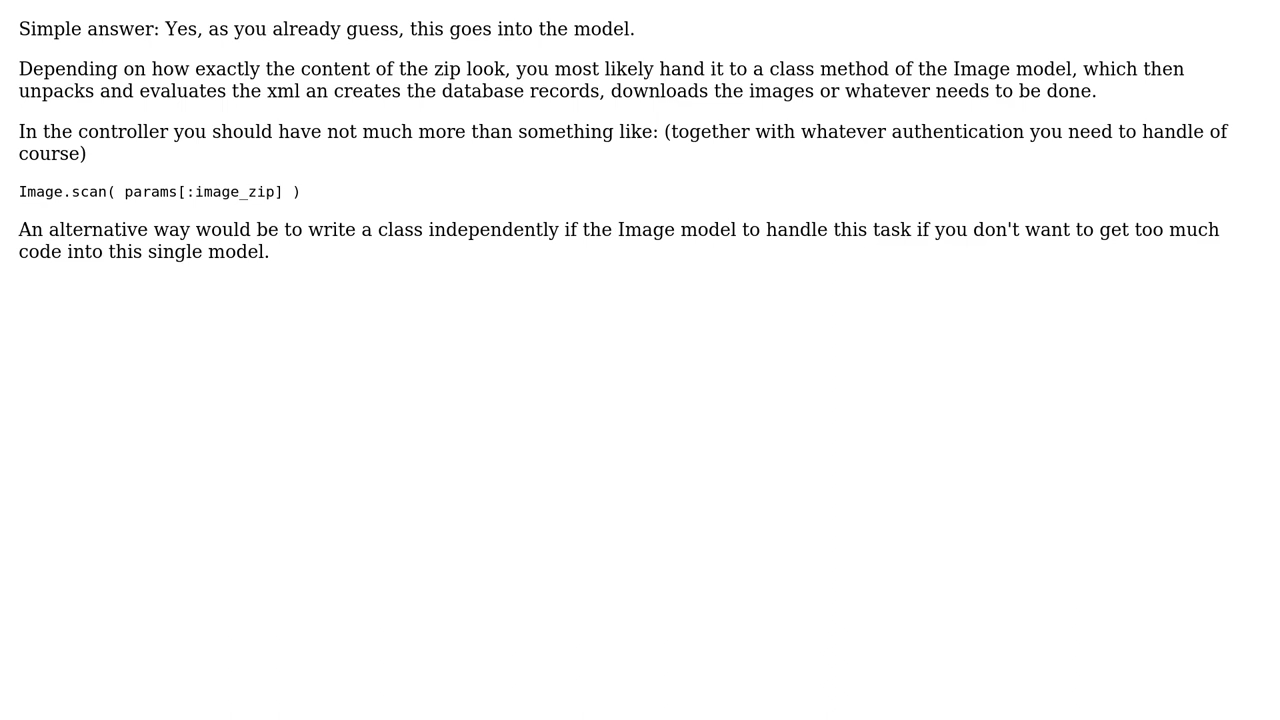 Simple answer: Yes, as you already guess, this goes into the model.
Depending on how exactly the content of the zip look, you most likely hand it to a class method of the Image model, which then
unpacks and evaluates the xml an creates the database records, downloads the images or whatever needs to be done.
In the controller you should have not much more than something like: (together with whatever authentication you need to handle of
course)
Image.scan( params[:image_zip] )
An alternative way would be to write a class independently if the Image model to handle this task if you don't want to get too much
code into this single model.